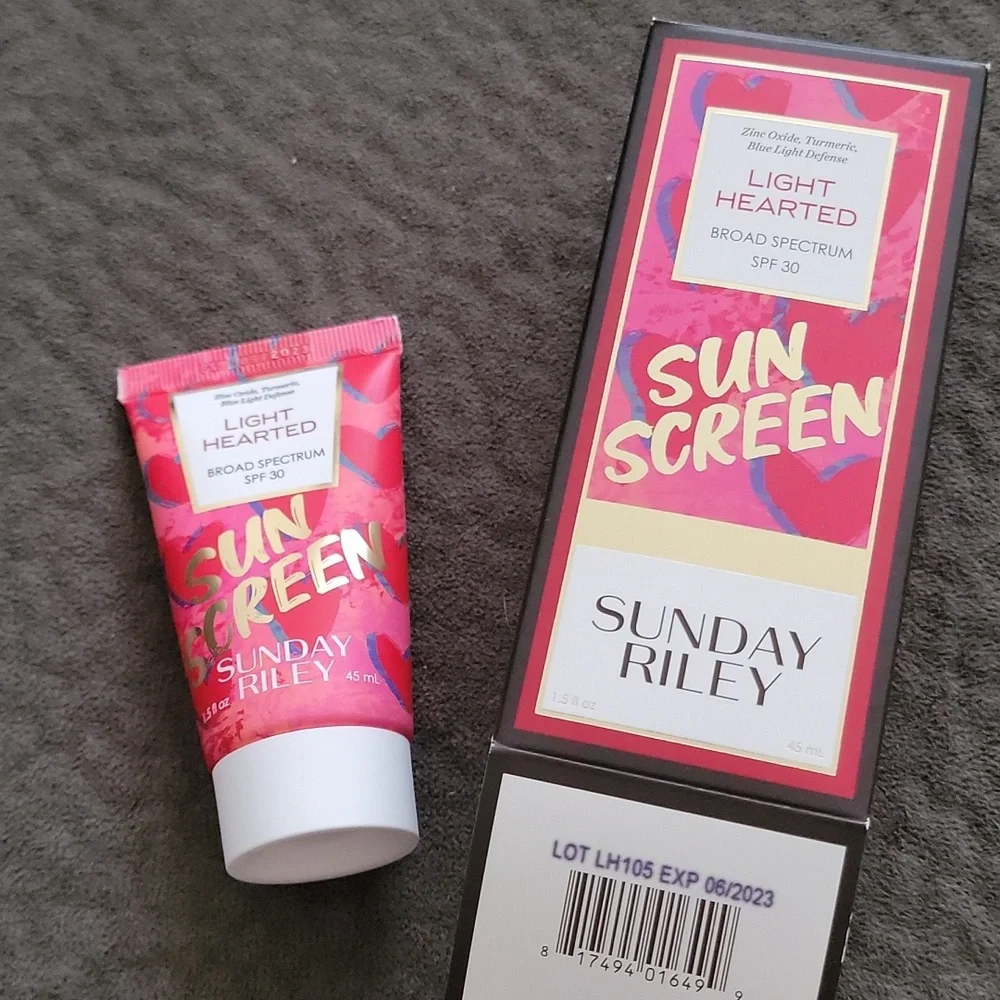 Zinc Oxide, Turmeric,
Blue Light Defense
LIGHT
HEARTED
BROAD SPECTRUM
SPF 30
SUN
SCREEN
SUNDAY
RILEY
1.5 fl oz
45 mL
LOT LH105 EXP 06/2023
8 17494 01649 9
2023
Zinc Oxide, Turmeric,
Blue Light Defense
LIGHT
HEARTED
BROAD SPECTRUM
SPF 30
SUN
SCREEN
SUNDAY
RILEY
45 mL
1.5 fl oz